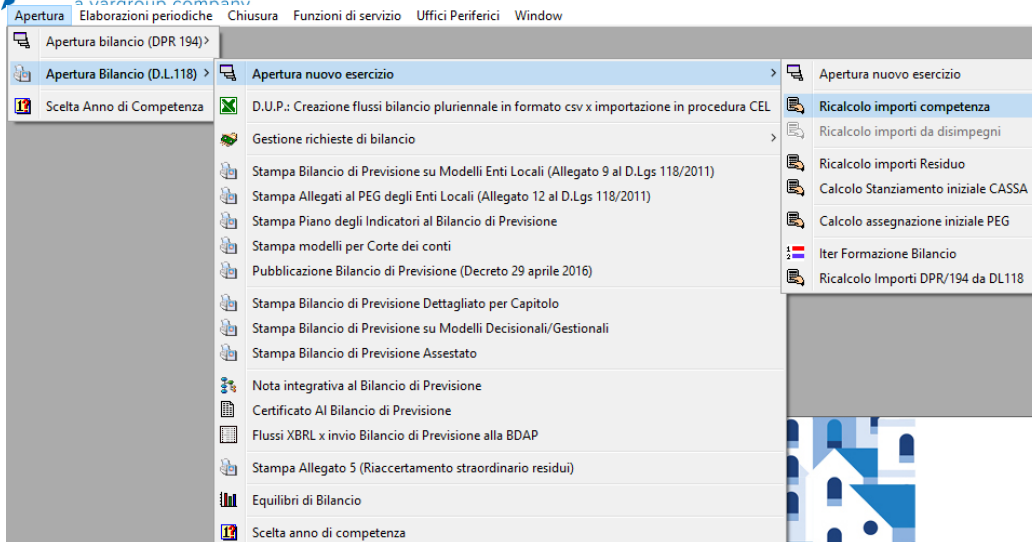 a vargroup company
Apertura Elaborazioni periodiche Chiusura Funzioni di servizio Uffici Periferici Window
Apertura bilancio (DPR 194)>
Apertura Bilancio (D.L.118) >
Scelta Anno di Competenza
Apertura nuovo esercizio >
D.U.P.: Creazione flussi bilancio pluriennale in formato csv x importazione in procedura CEL
Gestione richieste di bilancio >
Stampa Bilancio di Previsione su Modelli Enti Locali (Allegato 9 al D.Lgs 118/2011)
Stampa Allegati al PEG degli Enti Locali (Allegato 12 al D.Lgs 118/2011)
Stampa Piano degli Indicatori al Bilancio di Previsione
Stampa modelli per Corte dei conti
Pubblicazione Bilancio di Previsione (Decreto 29 aprile 2016)
Stampa Bilancio di Previsione Dettagliato per Capitolo
Stampa Bilancio di Previsione su Modelli Decisionali/Gestionali
Stampa Bilancio di Previsione Assestato
Nota integrativa al Bilancio di Previsione
Certificato Al Bilancio di Previsione
Flussi XBRL x invio Bilancio di Previsione alla BDAP
Stampa Allegato 5 (Riaccertamento straordinario residui)
Equilibri di Bilancio
Scelta anno di competenza
Apertura nuovo esercizio
Ricalcolo importi competenza
Ricalcolo importi da disimpegni
Ricalcolo importi Residuo
Calcolo Stanziamento iniziale CASSA
Calcolo assegnazione iniziale PEG
Iter Formazione Bilancio
Ricalcolo Importi DPR/194 da DL118